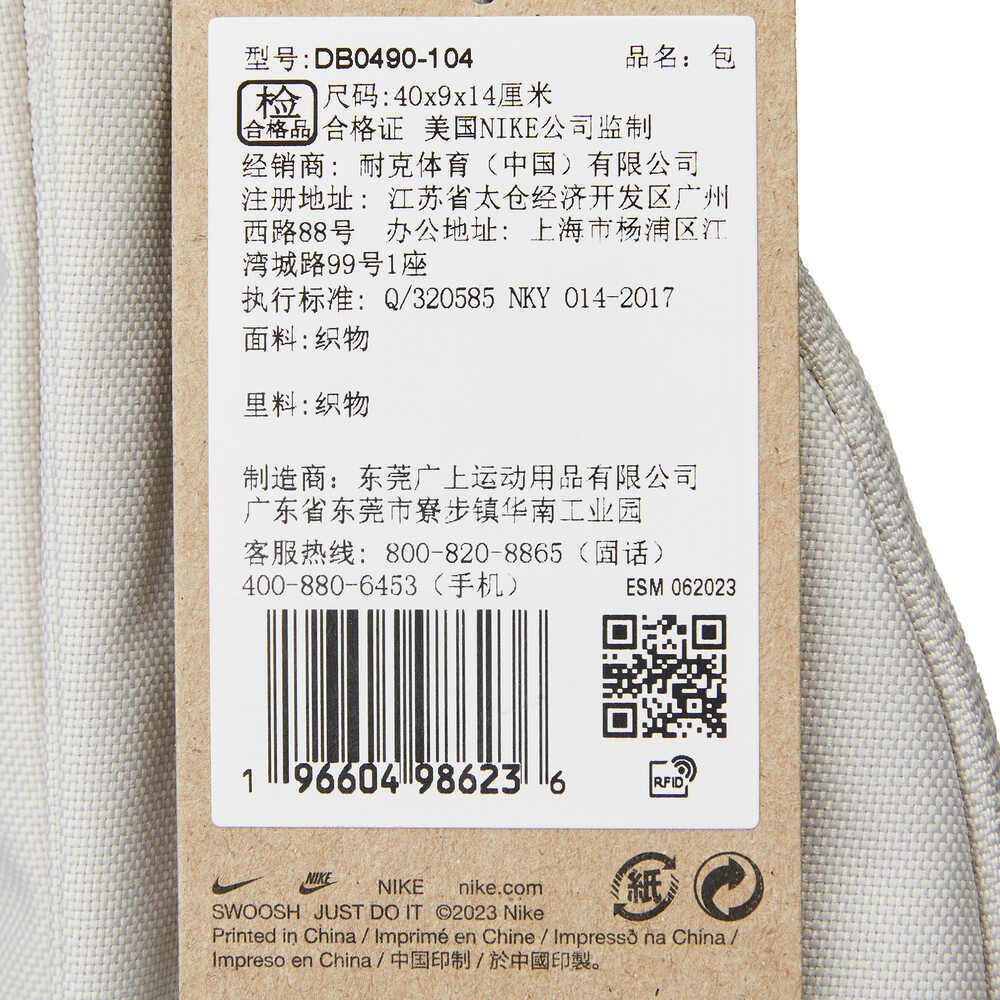 型号:DB0490-104 品名：包
检 合格品
尺码:40x9x14厘米
合格证 美国NIKE公司监制
经销商：耐克体育（中国）有限公司
注册地址：江苏省太仓经济开发区广州
西路88号 办公地址：上海市杨浦区江
湾城路99号1座
执行标准：Q/320585 NKY 014-2017
面料:织物
里料:织物
制造商：东莞广上运动用品有限公司
广东省东莞市寮步镇华南工业园
客服热线：800-820-8865（固话）
400-880-6453（手机）
ESM 062023
1 96604 98623 6
RFID
NIKE NIKE nike.com
紙
SWOOSH JUST DO IT ©2023 Nike
Printed in China / Imprimé en Chine / Impresso na China /
Impreso en China / 中国印制 / 於中國印製。